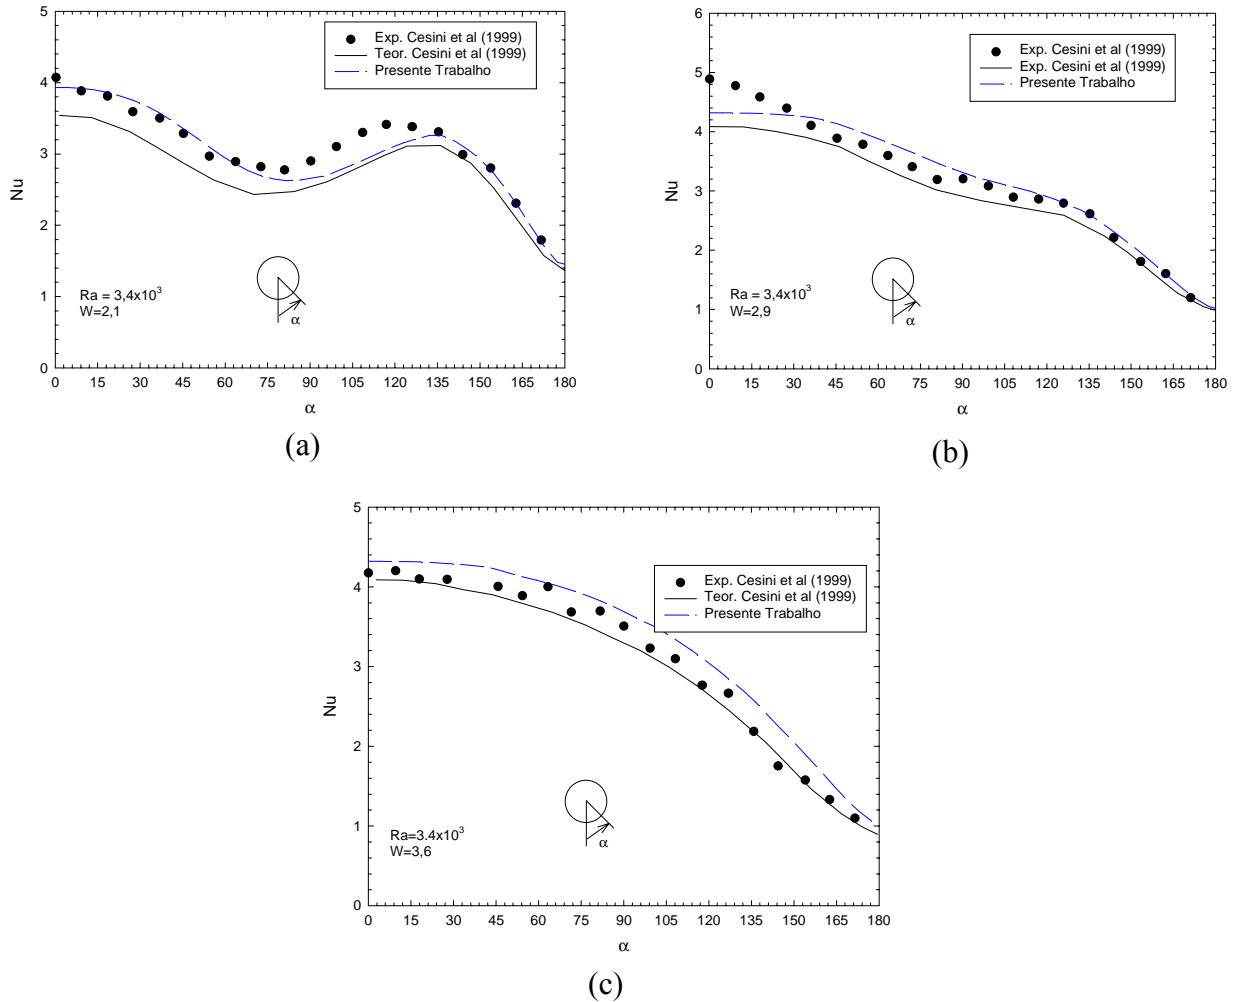 5
4
3
2
1
0
Nu
Exp. Cesini et al (1999)
Teor. Cesini et al (1999)
Presente Trabalho
Ra = 3,4x10³
W=2,1
α
0 15 30 45 60 75 90 105 120 135 150 165 180
α
(a)
6
5
4
3
2
1
0
Nu
Exp. Cesini et al (1999)
Exp. Cesini et al (1999)
Presente Trabalho
Ra = 3,4x10³
W=2,9
α
0 15 30 45 60 75 90 105 120 135 150 165 180
α
(b)
5
4
3
2
1
0
Nu
Exp. Cesini et al (1999)
Teor. Cesini et al (1999)
Presente Trabalho
Ra=3.4x10³
W=3,6
α
0 15 30 45 60 75 90 105 120 135 150 165 180
α
(c)